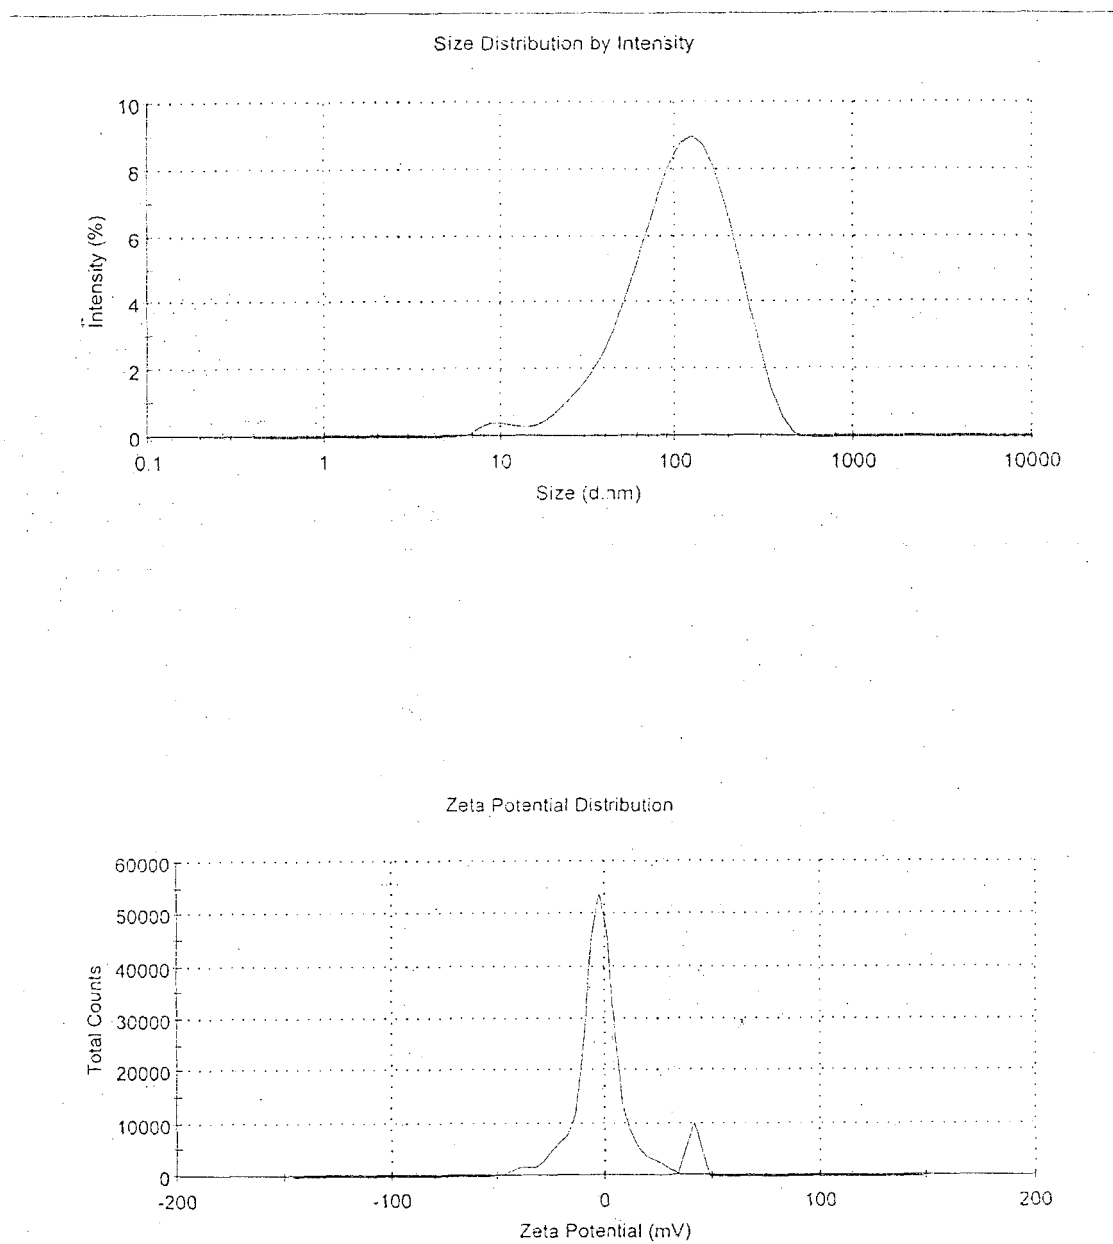 Size Distribution by Intensity
10
8
6
4
2
0
Intensity (%)
0.1 1 10 100 1000 10000
Size (d.nm)
Zeta Potential Distribution
60000
50000
40000
30000
20000
10000
0
Total Counts
-200 -100 0 100 200
Zeta Potential (mV)